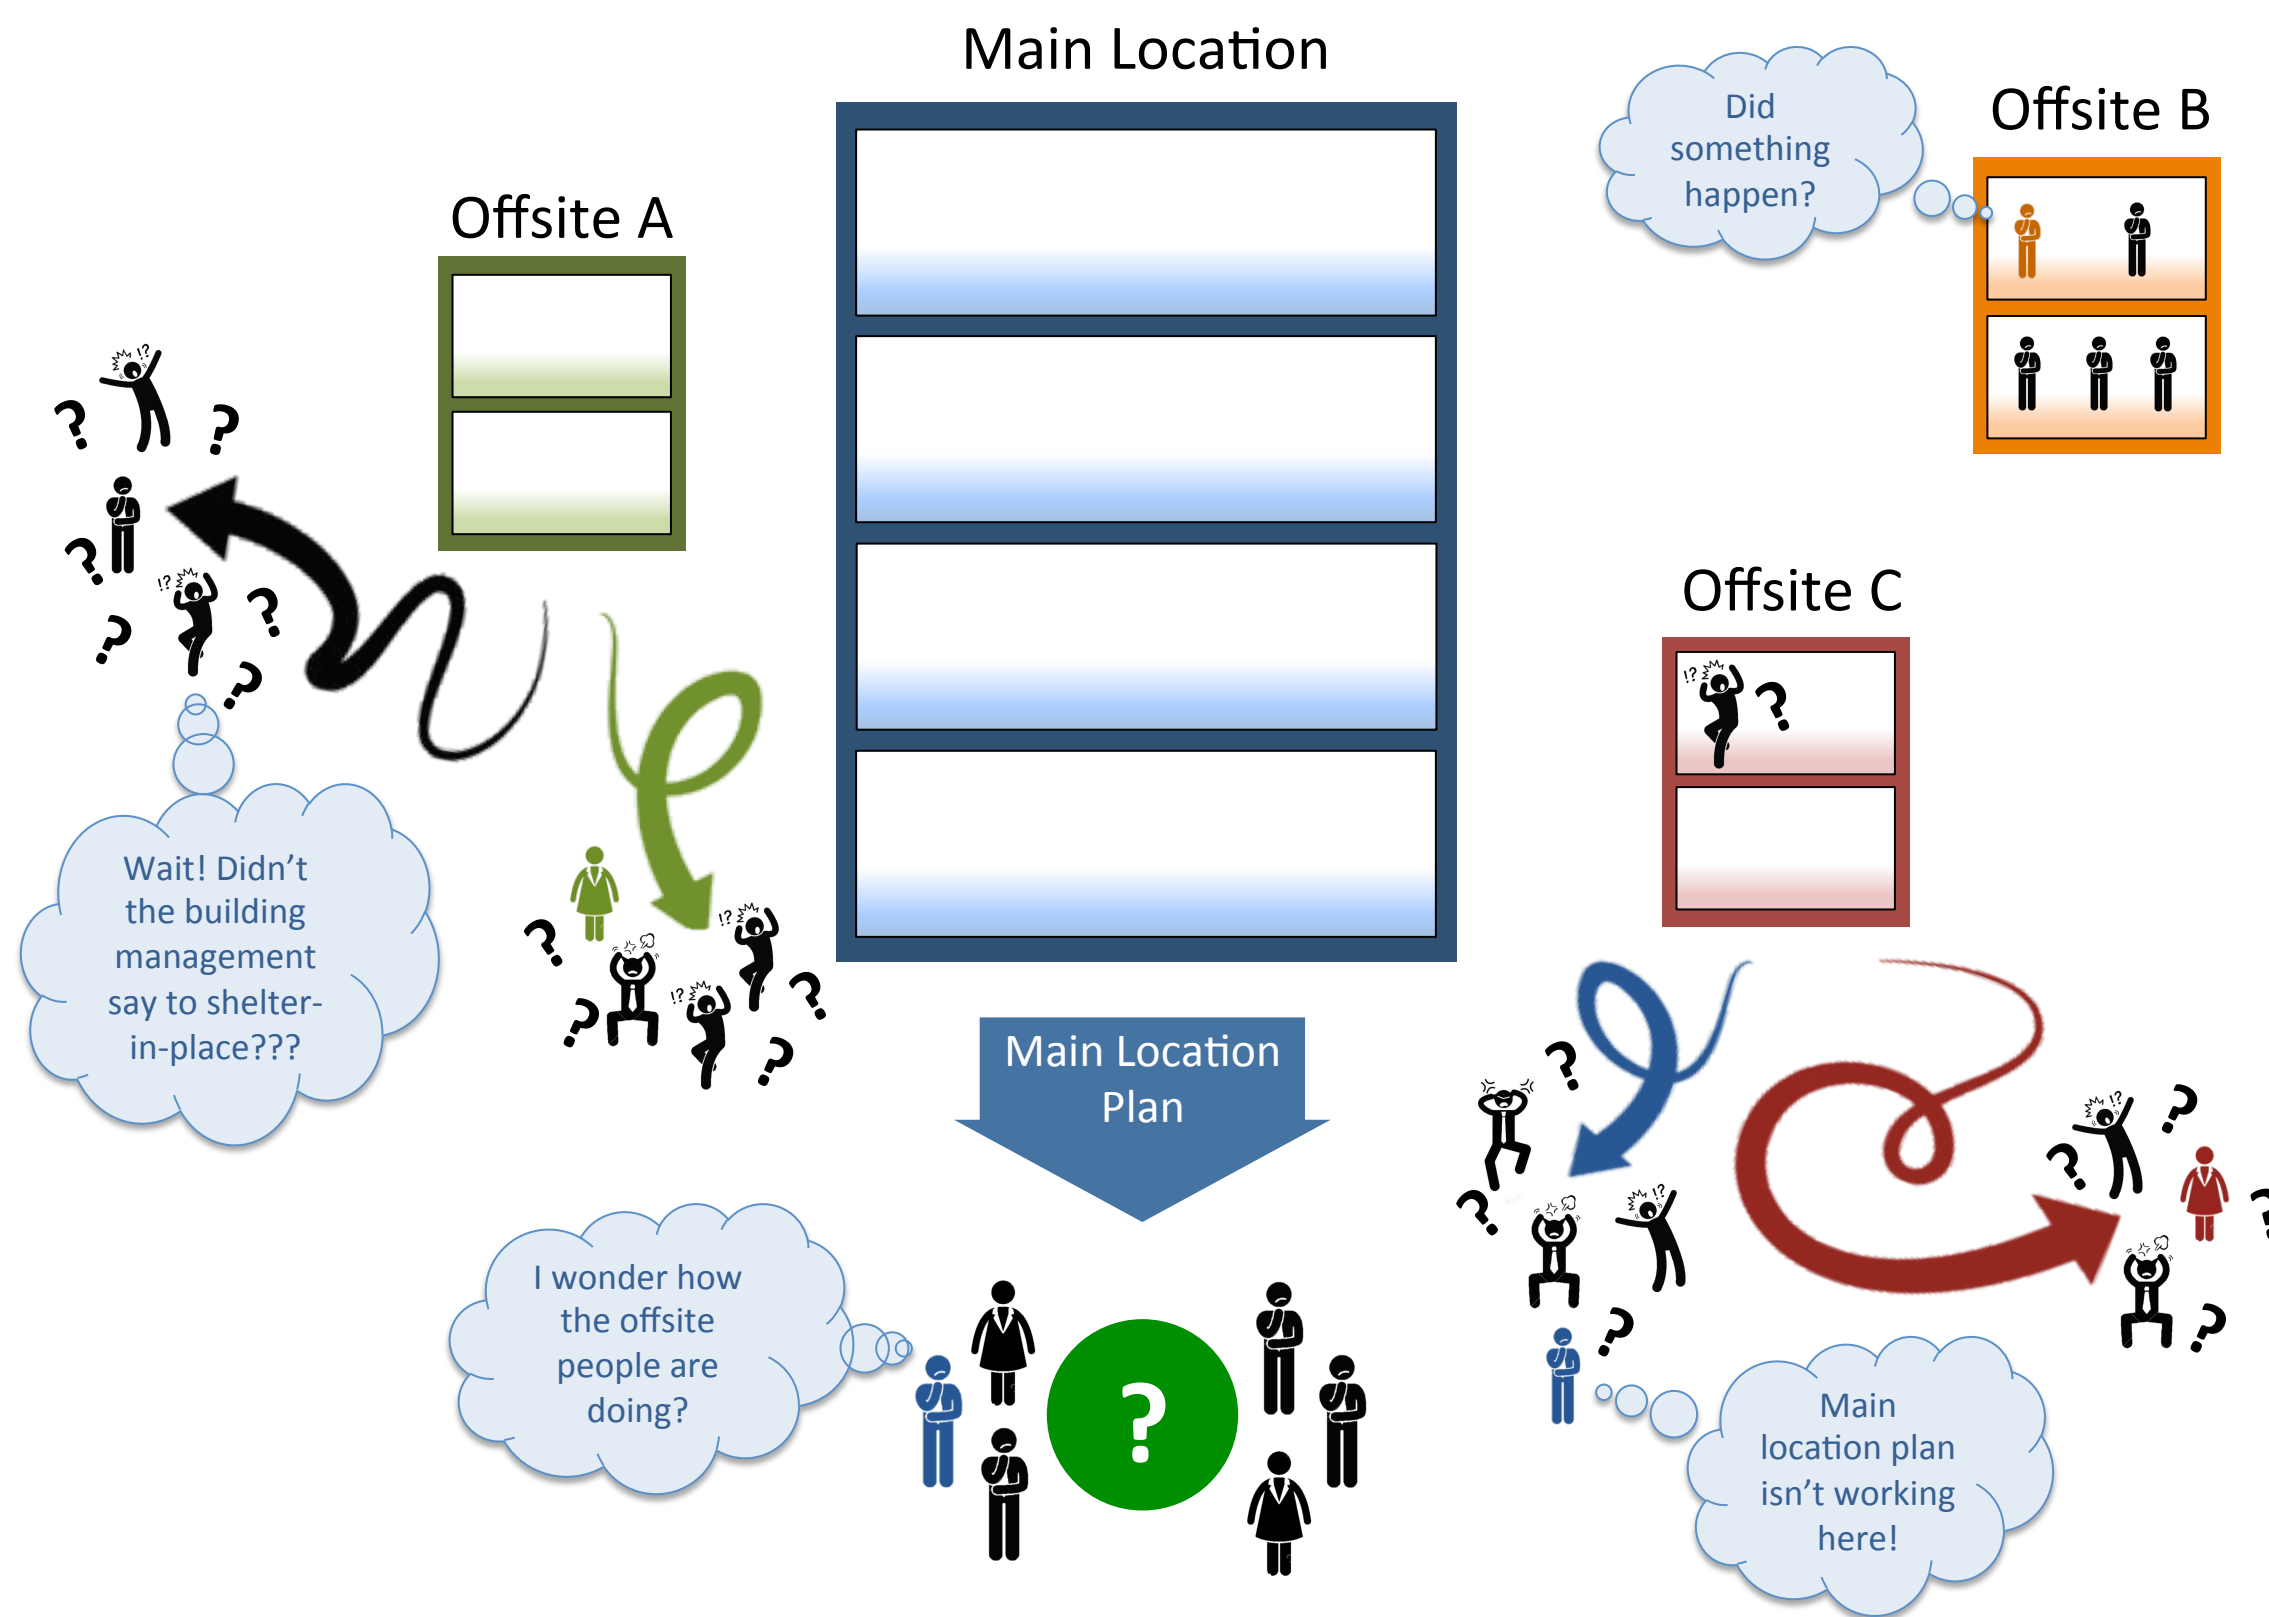 Main Location
Did
something
happen?
Offsite B
Offsite A
Offsite C
Wait! Didn’t
the building
management
say to shelter-
in-place???
Main Location
Plan
I wonder how
the offsite
people are
doing?
?
Main
location plan
isn’t working
here!